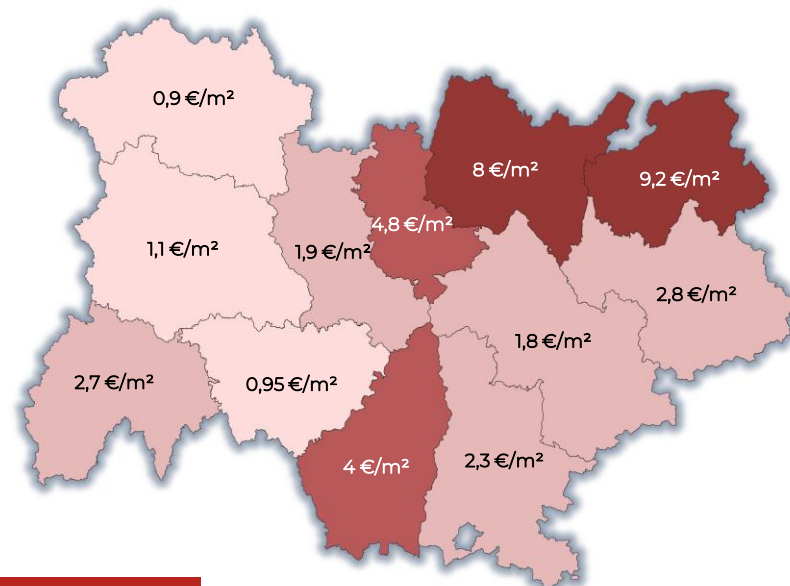 0,9 €/m²
8 €/m²
9,2 €/m²
4,8 €/m²
1,1 €/m²
1,9 €/m²
2,8 €/m²
1,8 €/m²
2,7 €/m²
0,95 €/m²
4 €/m²
2,3 €/m²